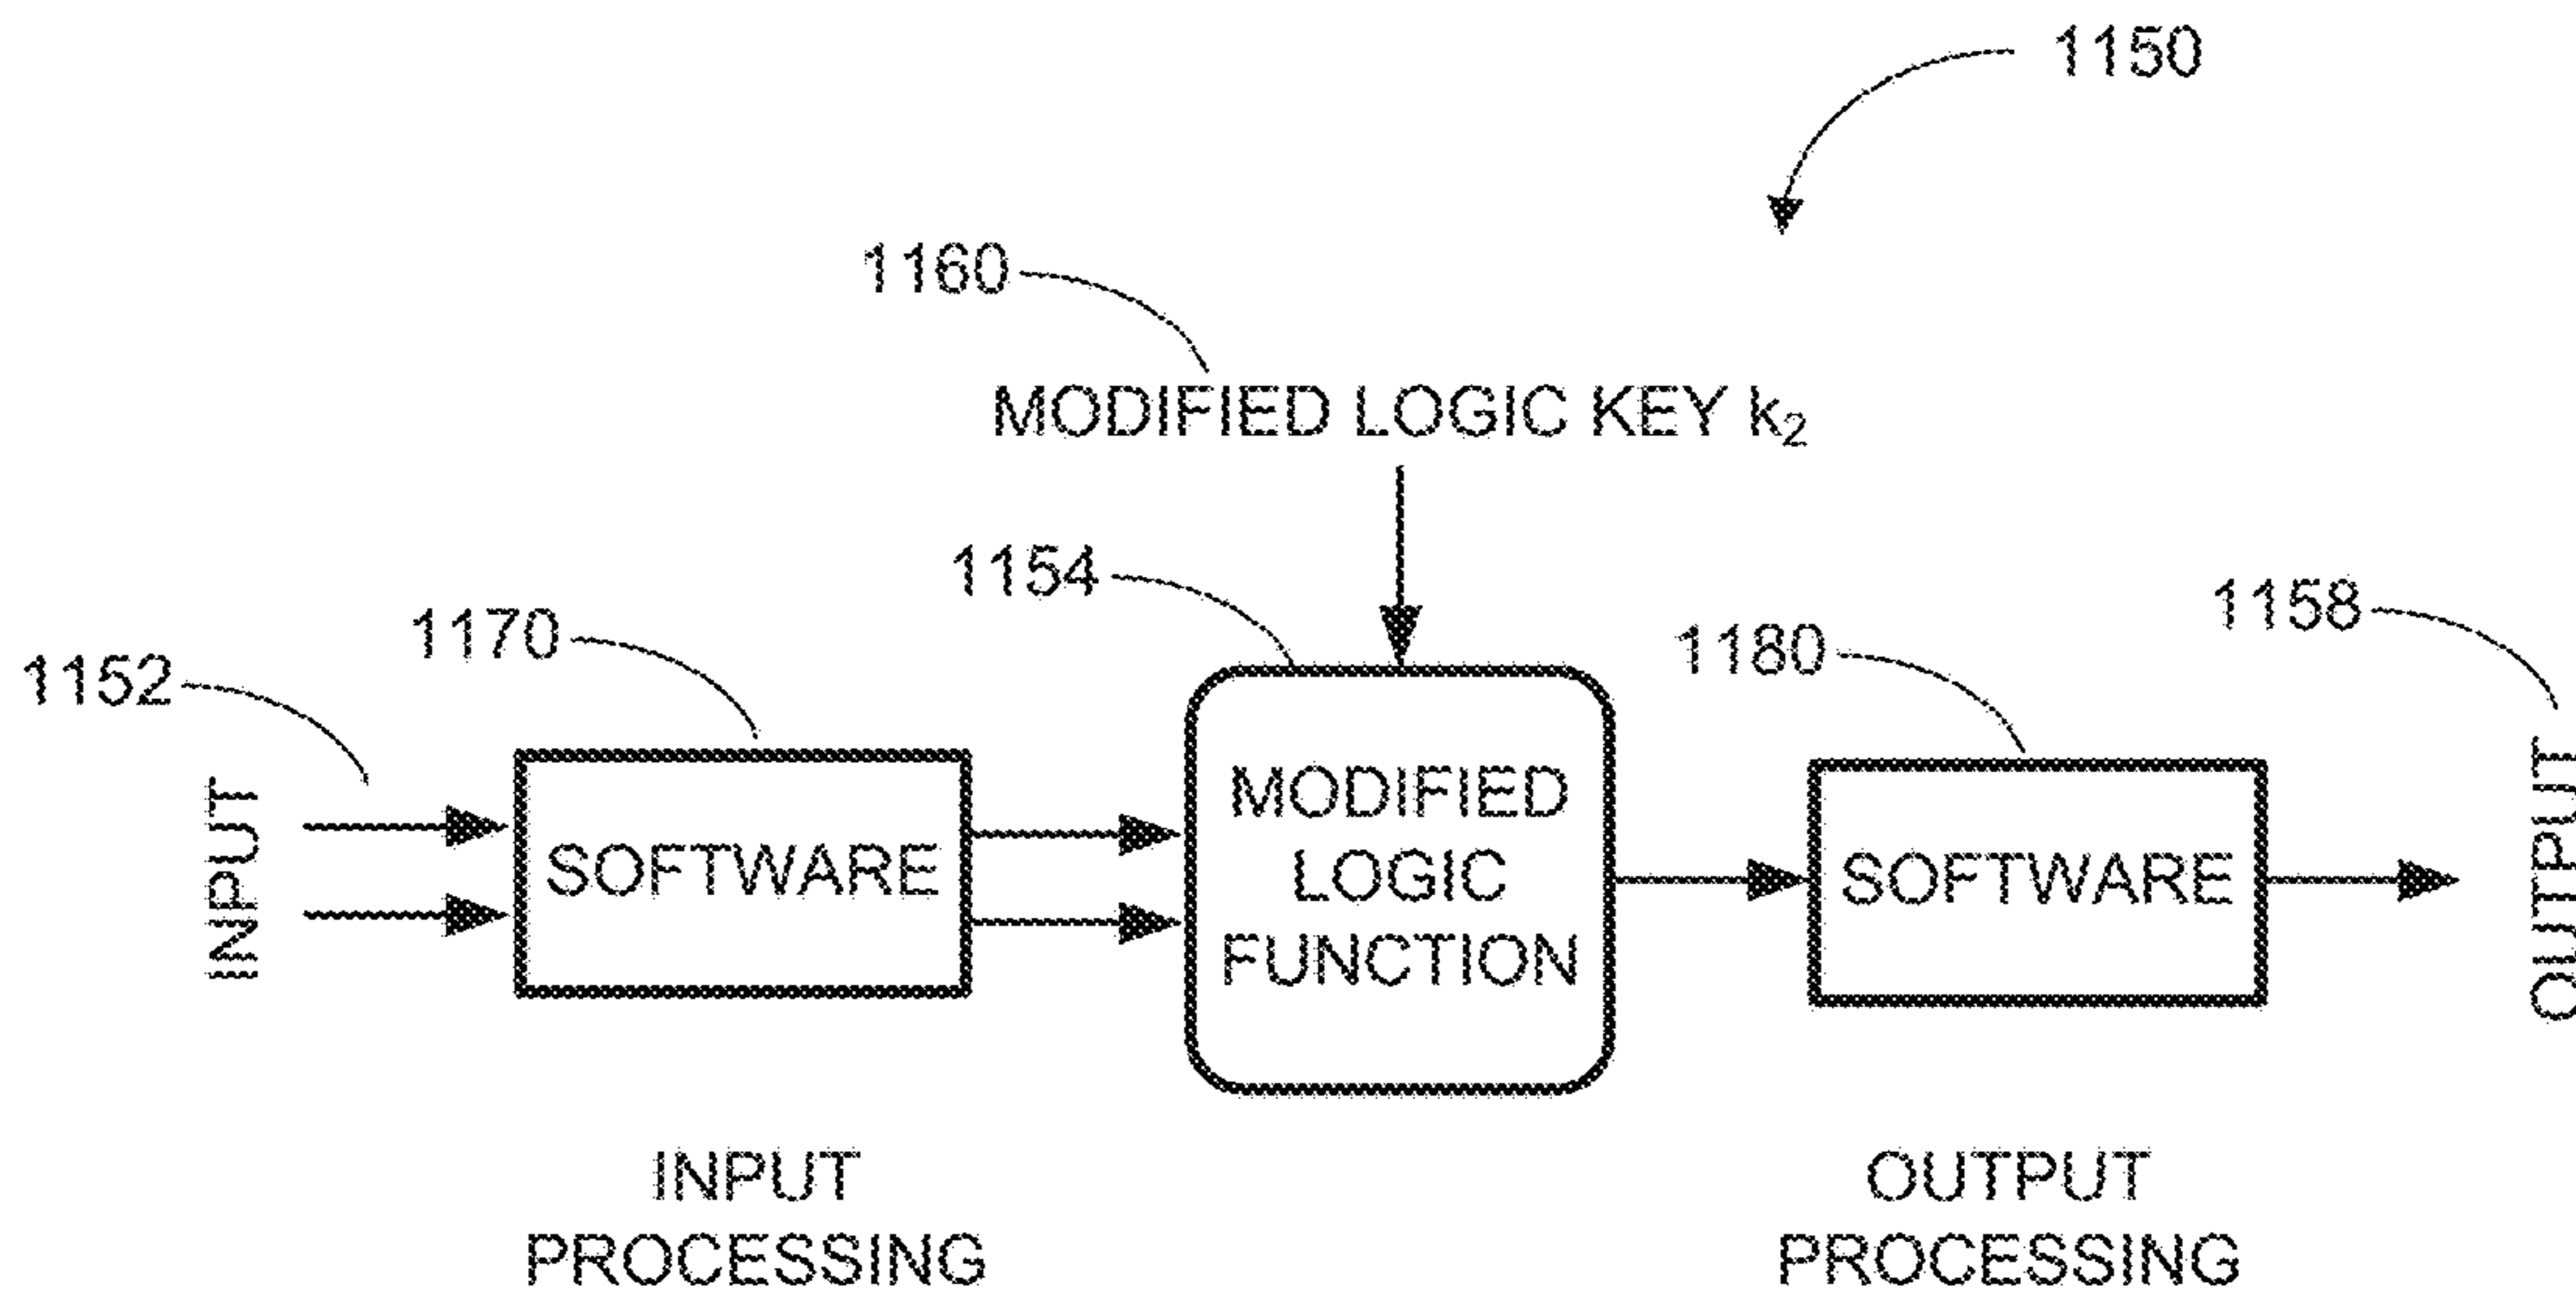 1150
1160
MODIFIED LOGIC KEY k₂
1154
1158
1170
1180
1152
INPUT
SOFTWARE
MODIFIED
LOGIC
FUNCTION
SOFTWARE
OUTPUT
INPUT
PROCESSING
OUTPUT
PROCESSING